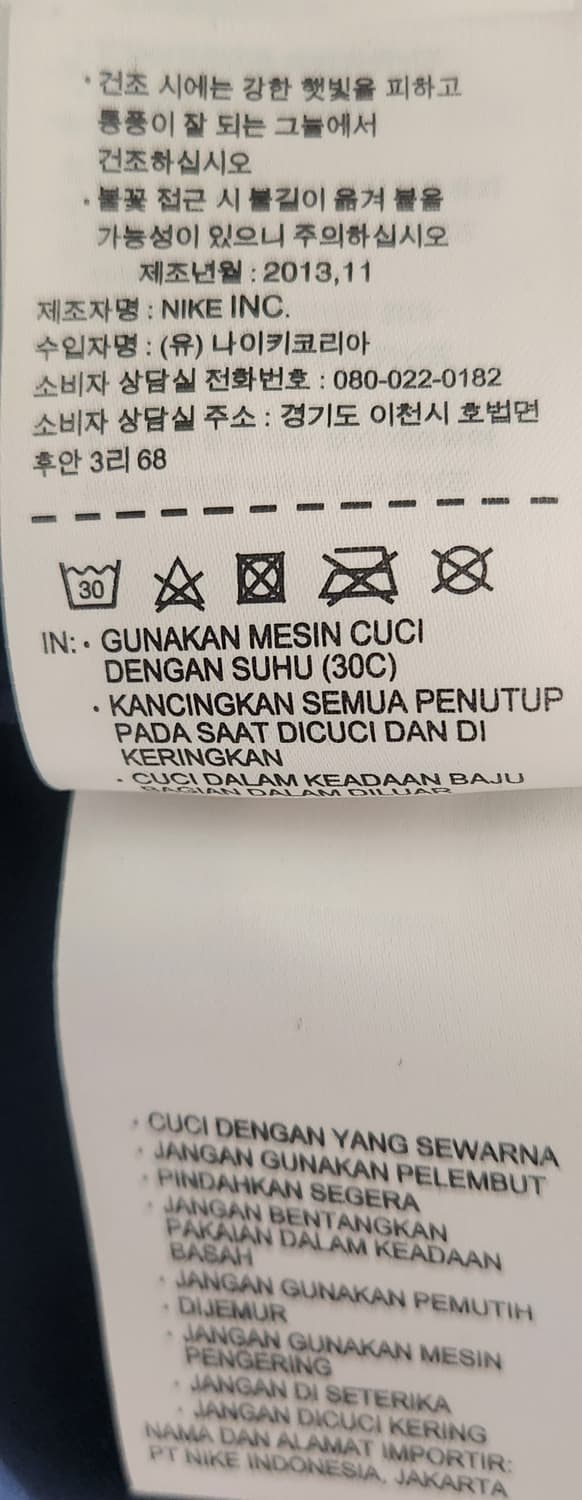 · 건조 시에는 강한 햇빛을 피하고
통풍이 잘 되는 그늘에서
건조하십시오
· 불꽃 접근 시 불길이 옮겨 붙을
가능성이 있으니 주의하십시오
제조년월 : 2013,11
제조자명 : NIKE INC.
수입자명 : (유) 나이키코리아
소비자 상담실 전화번호 : 080-022-0182
소비자 상담실 주소 : 경기도 이천시 호법면
후안 3리 68
30
IN: · GUNAKAN MESIN CUCI
DENGAN SUHU (30C)
· KANCINGKAN SEMUA PENUTUP
PADA SAAT DICUCI DAN DI
KERINGKAN
· CUCI DALAM KEADAAN BAJU
BAGIAN DALAM DILUAR
· CUCI DENGAN YANG SEWARNA
· JANGAN GUNAKAN PELEMBUT
· PINDAHKAN SEGERA
· JANGAN BENTANGKAN
PAKAIAN DALAM KEADAAN
BASAH
· JANGAN GUNAKAN PEMUTIH
· DIJEMUR
· JANGAN GUNAKAN MESIN
PENGERING
· JANGAN DI SETERIKA
· JANGAN DICUCI KERING
NAMA DAN ALAMAT IMPORTIR:
PT NIKE INDONESIA, JAKARTA